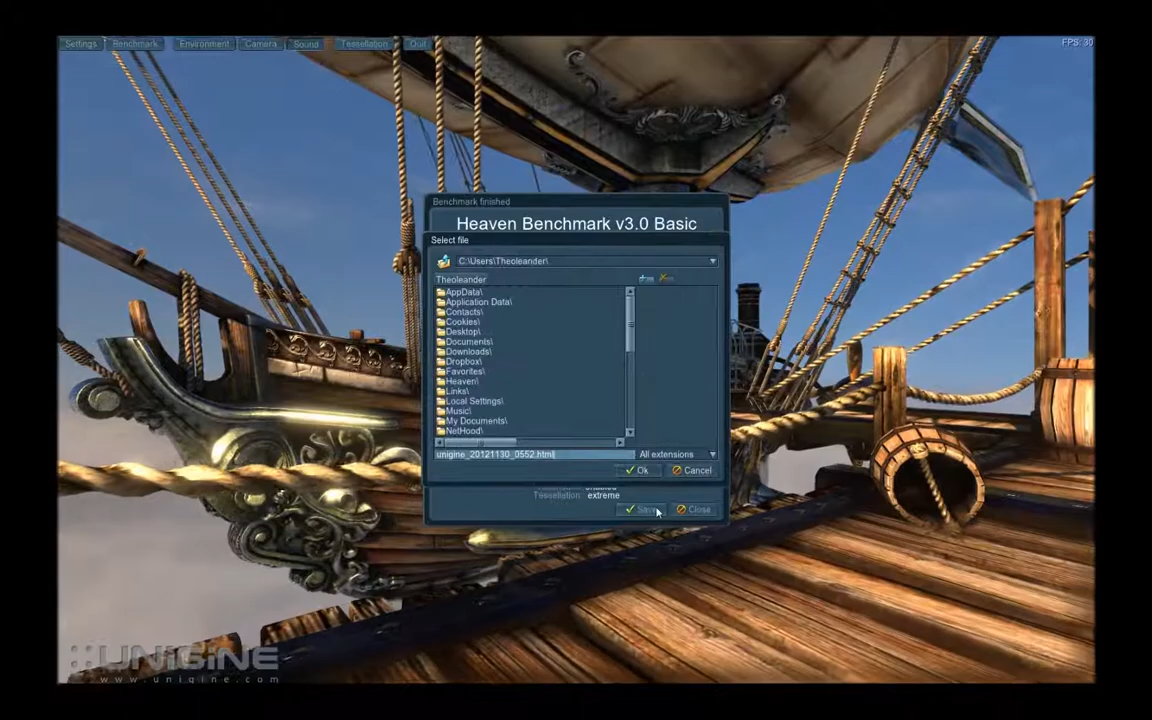 Settings Benchmark Environment Camera Sound Tessellation Quit FPS: 30
Benchmark finished
Heaven Benchmark v3.0 Basic
Select file
C:\Users\Theoleander\
Theoleander
AppData\
Application Data\
Contacts\
Cookies\
Desktop\
Documents\
Downloads\
Dropbox\
Favorites\
Heaven\
Links\
Local Settings\
Music\
My Documents\
NetHood\
unigine_20121130_0552.html All extensions
Ok Cancel
Tessellation: extreme
Save Close
UNIGINE
www.unigine.com